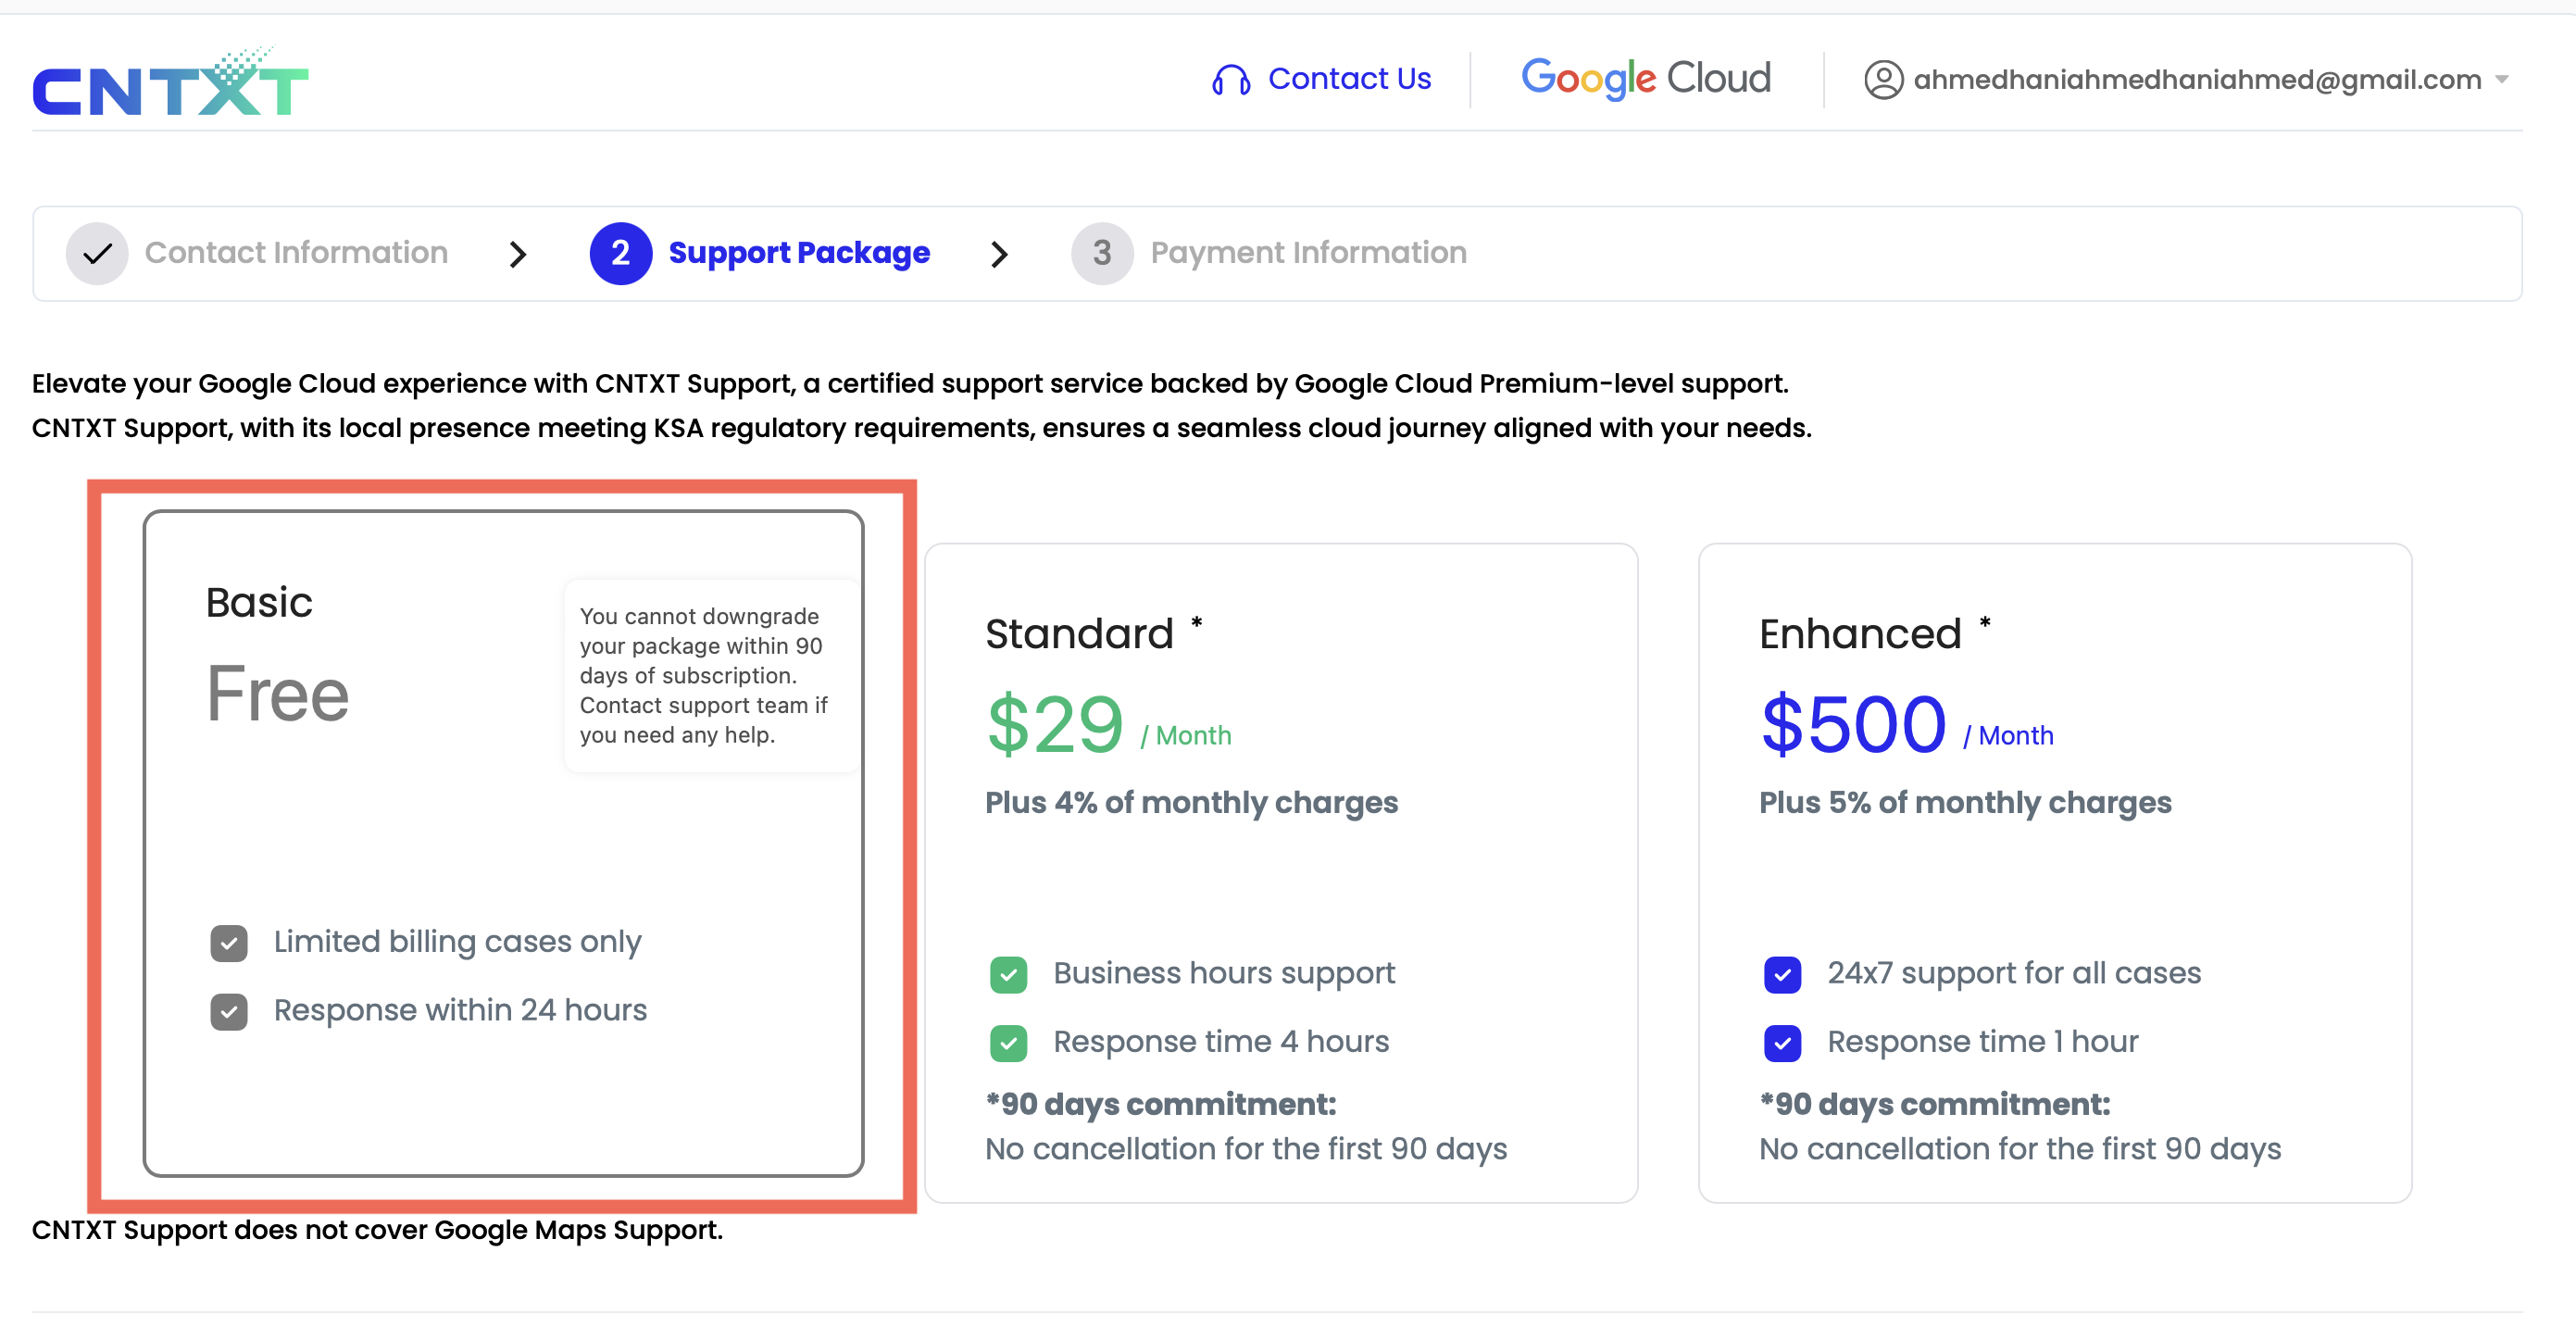 CNTXT
Contact Us
Google Cloud
ahmedhaniahmedhaniahmed@gmail.com
Contact Information
2 Support Package
3 Payment Information
Elevate your Google Cloud experience with CNTXT Support, a certified support service backed by Google Cloud Premium-level support.
CNTXT Support, with its local presence meeting KSA regulatory requirements, ensures a seamless cloud journey aligned with your needs.
Basic
Free
You cannot downgrade
your package within 90
days of subscription.
Contact support team if
you need any help.
Limited billing cases only
Response within 24 hours
Standard *
$29 / Month
Plus 4% of monthly charges
Business hours support
Response time 4 hours
*90 days commitment:
No cancellation for the first 90 days
Enhanced *
$500 / Month
Plus 5% of monthly charges
24x7 support for all cases
Response time 1 hour
*90 days commitment:
No cancellation for the first 90 days
CNTXT Support does not cover Google Maps Support.